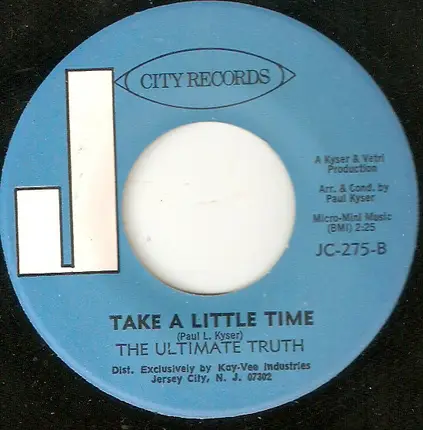 J
CITY RECORDS
A Kyser & Vetri
Production
Arr. & Cond. by
Paul Kyser
Micro-Mini Music
(BMI) 2:25
JC-275-B
TAKE A LITTLE TIME
(Paul L. Kyser)
THE ULTIMATE TRUTH
Dist. Exclusively by Kay-Vee Industries
Jersey City, N. J. 07302